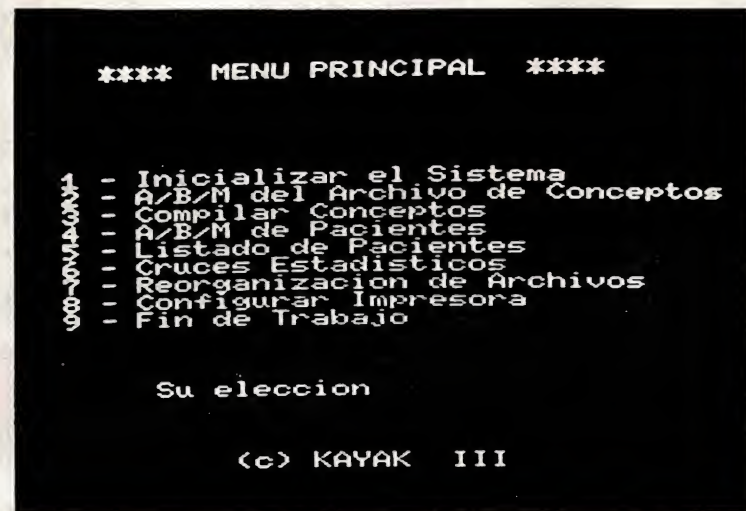 **** MENU PRINCIPAL ****
1 - Inicializar el Sistema
2 - A/B/M del Archivo de Conceptos
3 - Compilar Conceptos
4 - A/B/M de Pacientes
5 - Listado de Pacientes
6 - Cruces Estadisticos
7 - Reorganizacion de Archivos
8 - Configurar Impresora
9 - Fin de Trabajo
Su eleccion
(c) KAYAK III